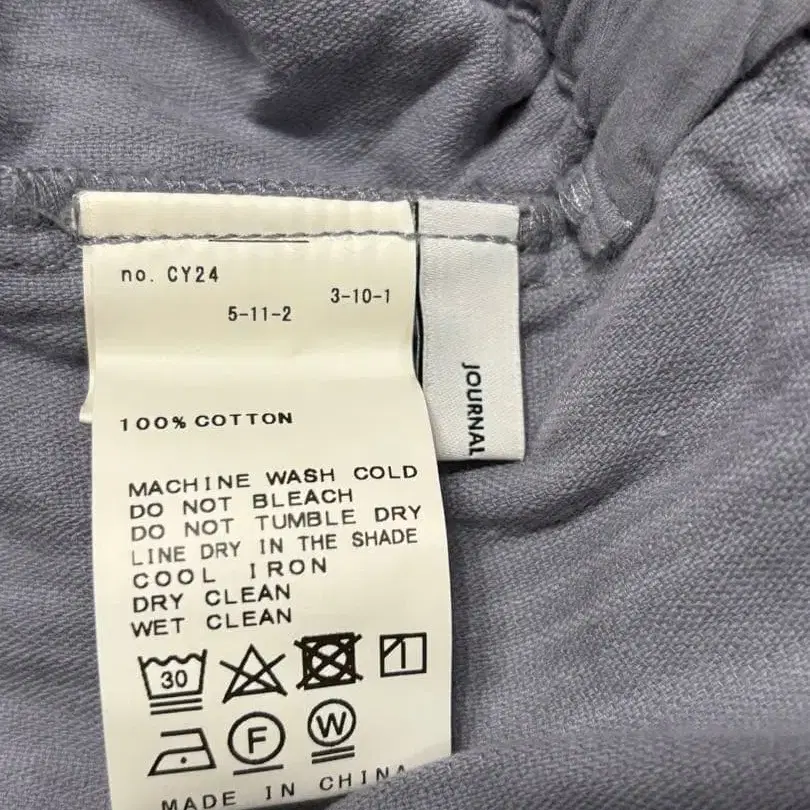 no. CY24
3-10-1
5-11-2
JOURNAL
100% COTTON
MACHINE WASH COLD
DO NOT BLEACH
DO NOT TUMBLE DRY
LINE DRY IN THE SHADE
COOL IRON
DRY CLEAN
WET CLEAN
30
F W
MADE IN CHINA